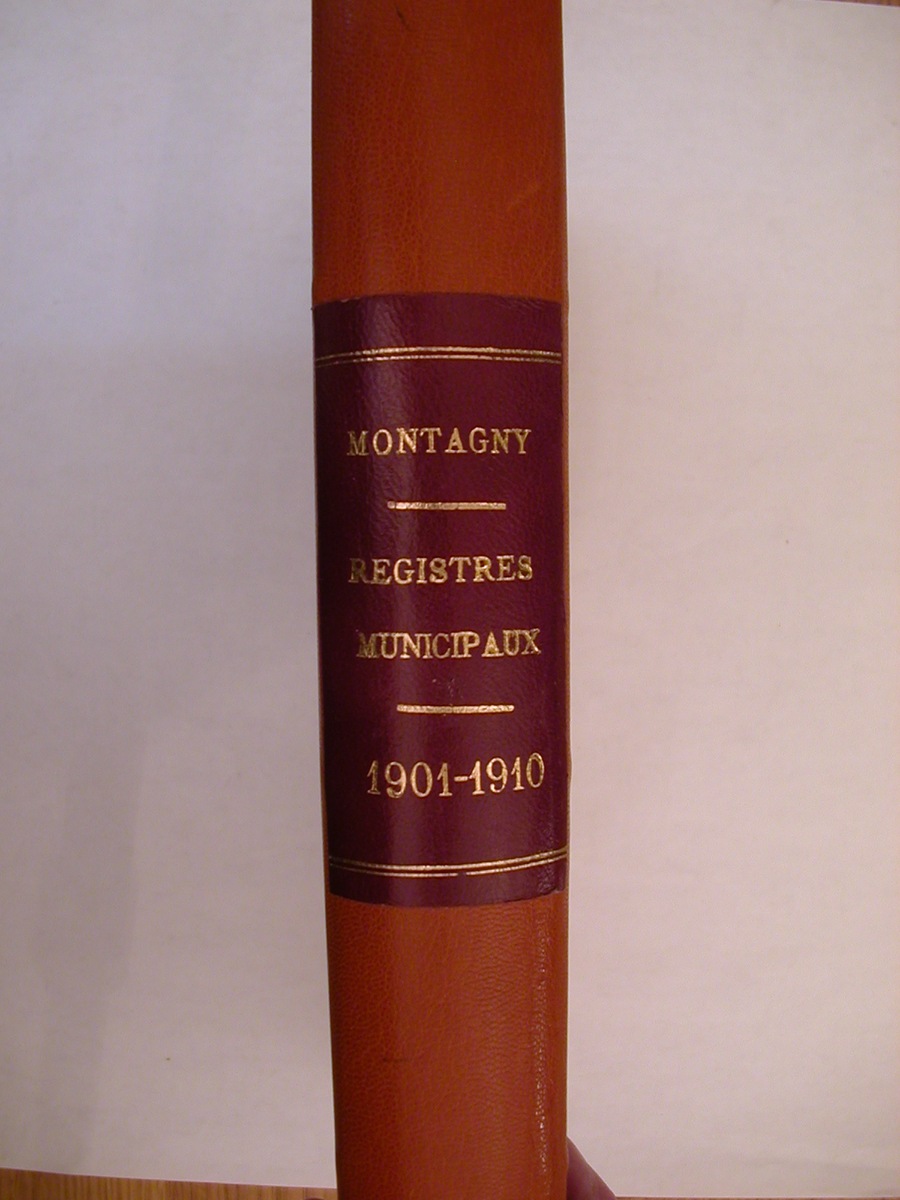 MONTAGNY
REGISTRES
MUNICIPAUX
1901-1910